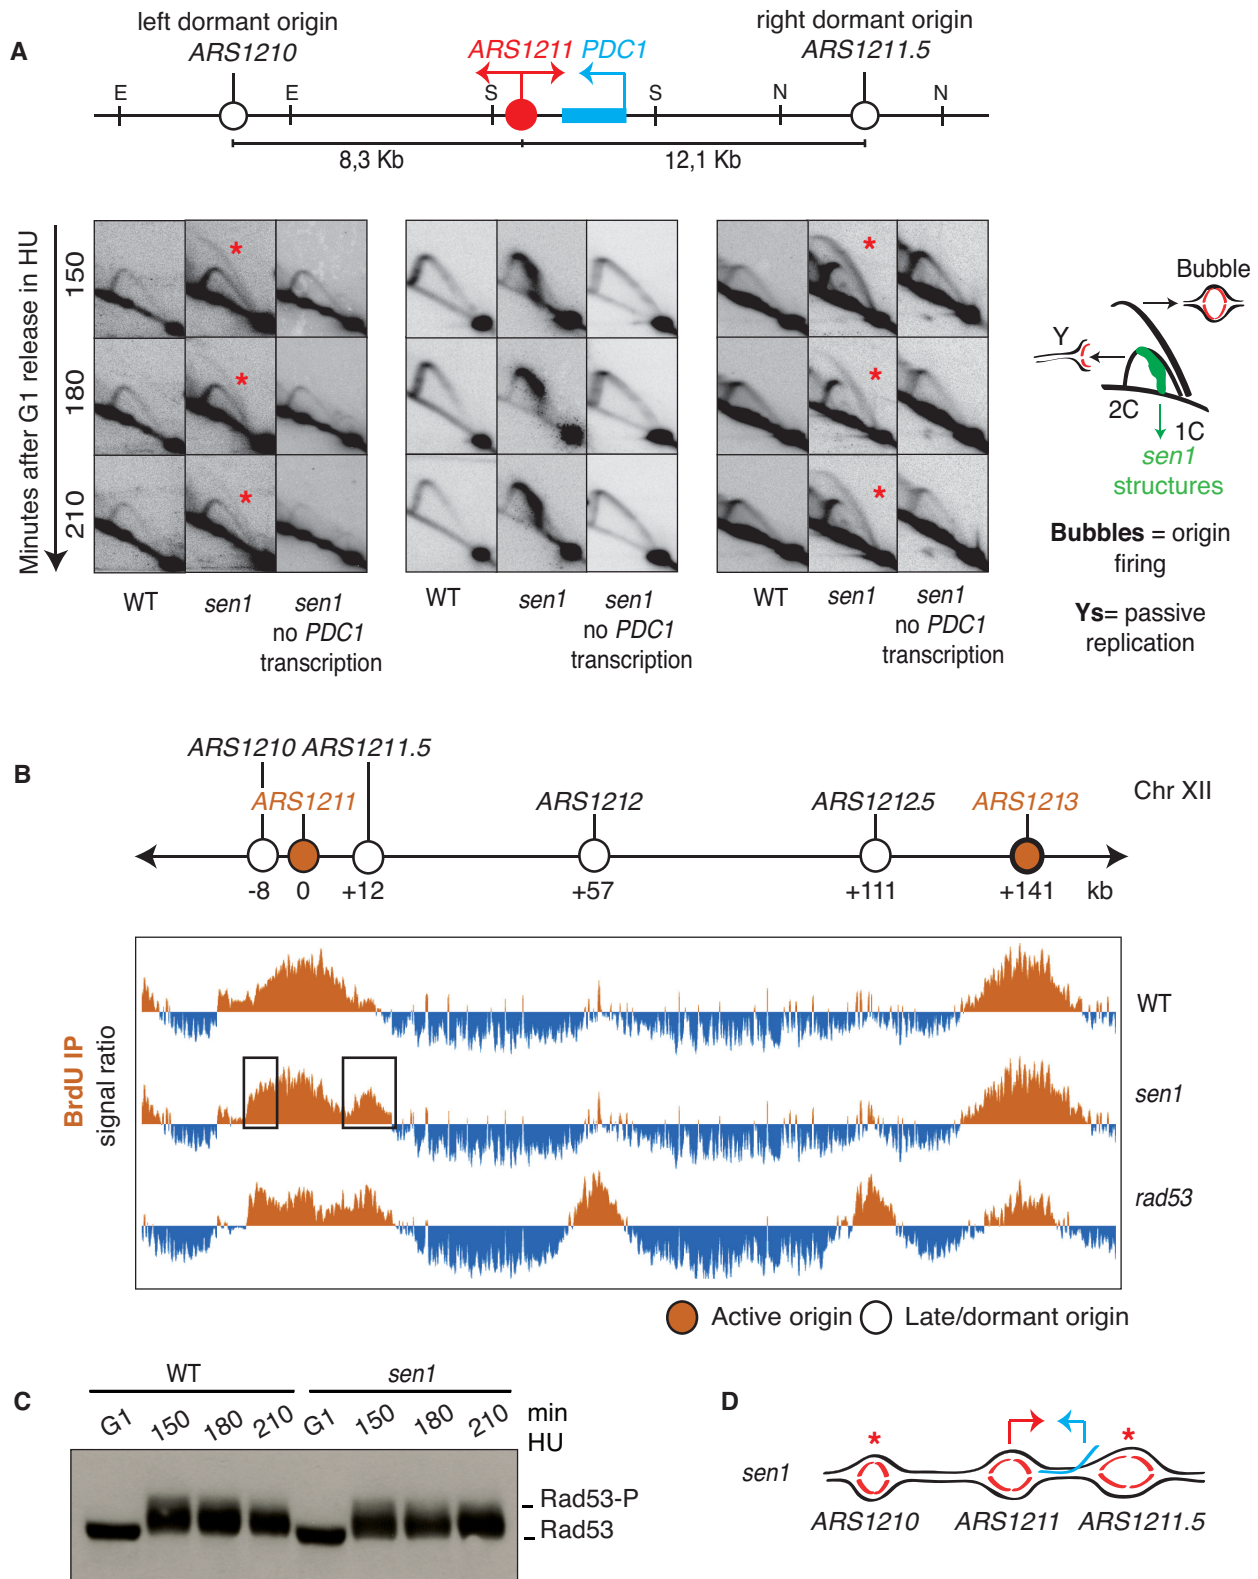 A
left dormant origin
ARS1210
right dormant origin
ARS1211.5
ARS1211 PDC1
E E S S N N
8,3 Kb
12,1 Kb
Minutes after G1 release in HU
150
180
210
*
*
*
*
*
*
WT
sen1
sen1
no PDC1
transcription
WT
sen1
sen1
no PDC1
transcription
WT
sen1
sen1
no PDC1
transcription
Bubble
Y
2C
1C
sen1
structures
Bubbles = origin
firing
Ys= passive
replication
B
ARS1210 ARS1211.5
ARS1211
ARS1212
ARS1212.5
ARS1213
Chr XII
-8 0 +12 +57 +111 +141 kb
BrdU IP
signal ratio
WT
sen1
rad53
Active origin
Late/dormant origin
C
WT
sen1
G1 150 180 210 G1 150 180 210 min
HU
Rad53-P
Rad53
D
* *
sen1
ARS1210 ARS1211 ARS1211.5